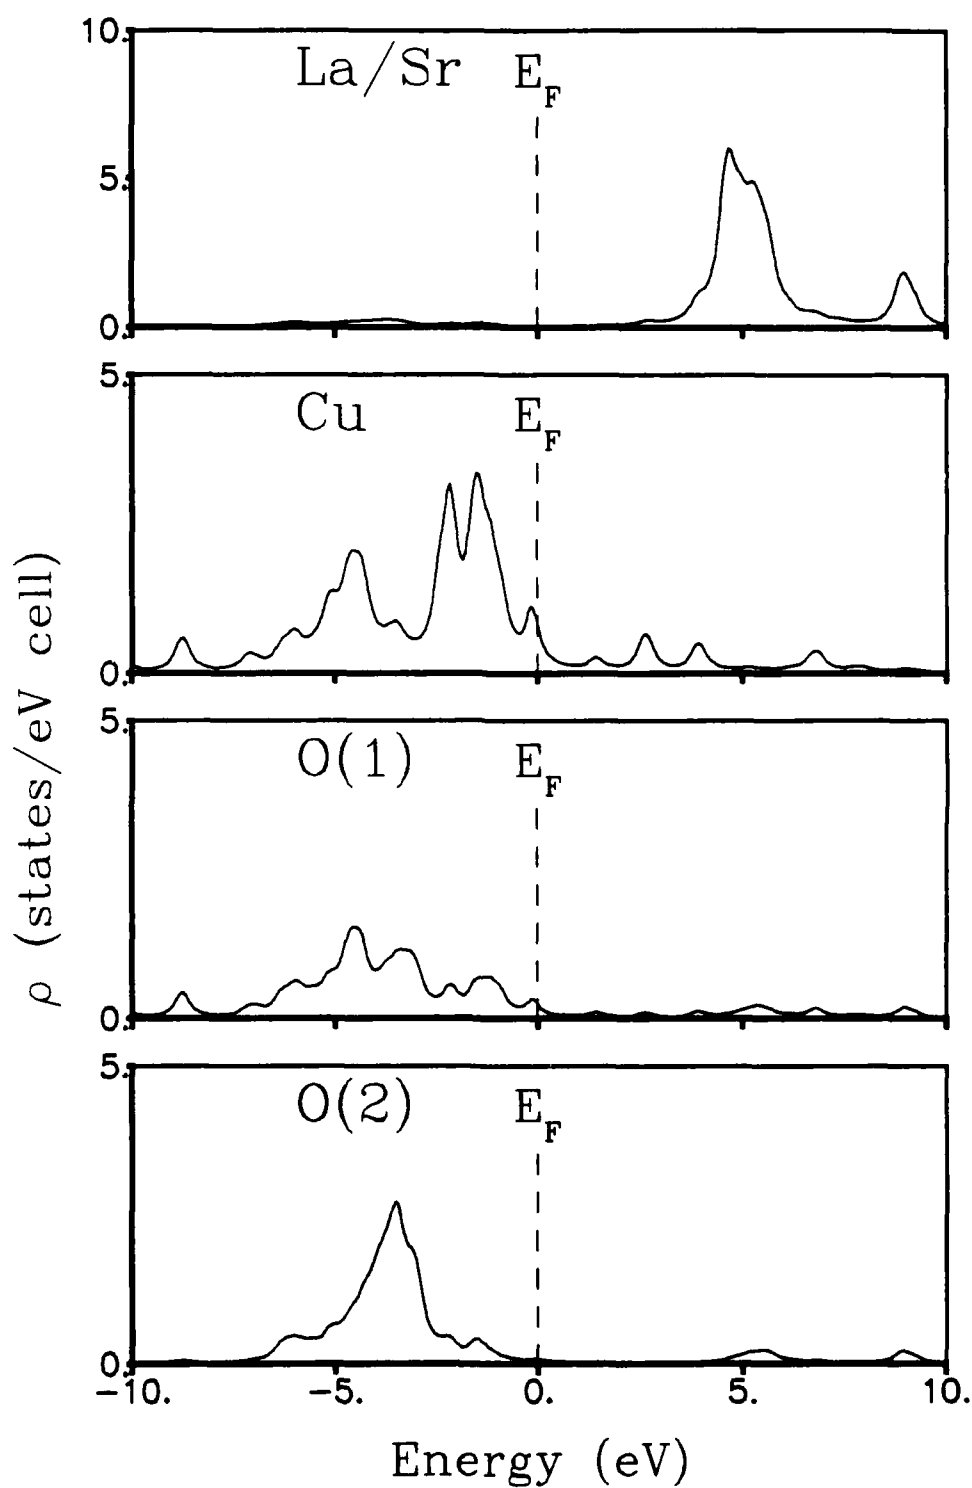 10.
La/Sr
E_F
5.
0.
5.
Cu
E_F
0.
5.
O(1)
E_F
0.
5.
O(2)
E_F
0.
-10.
-5.
0.
5.
10.
Energy (eV)
ρ (states/eV cell)